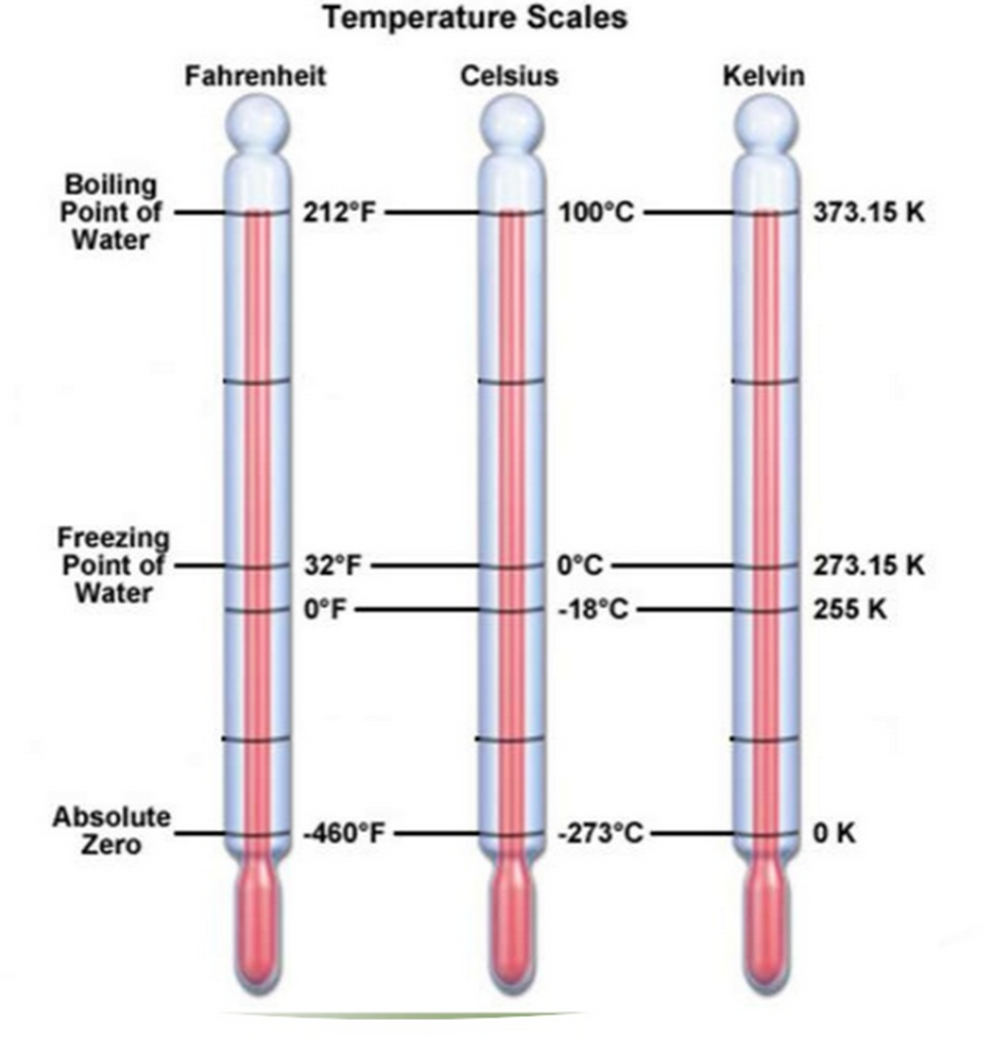 Temperature Scales
Fahrenheit Celsius Kelvin
Boiling
Point of
Water
212°F 100°C 373.15 K
Freezing
Point of
Water
32°F 0°C 273.15 K
0°F -18°C 255 K
Absolute
Zero
-460°F -273°C 0 K